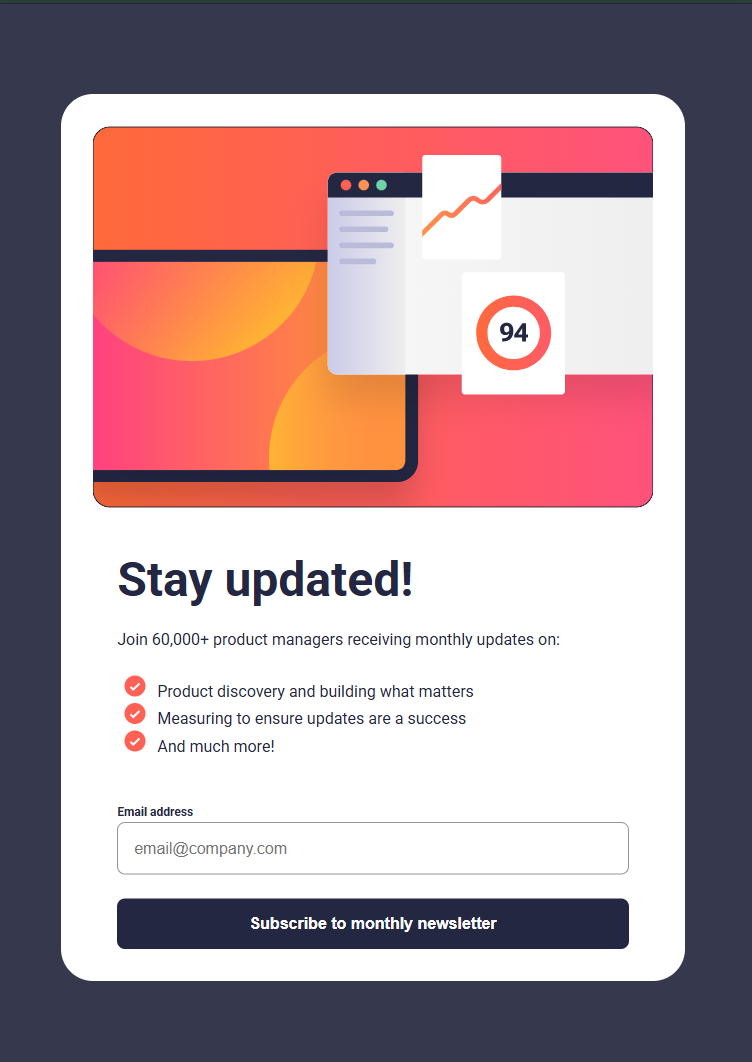 94
Stay updated!
Join 60,000+ product managers receiving monthly updates on:
Product discovery and building what matters
Measuring to ensure updates are a success
And much more!
Email address
email@company.com
Subscribe to monthly newsletter